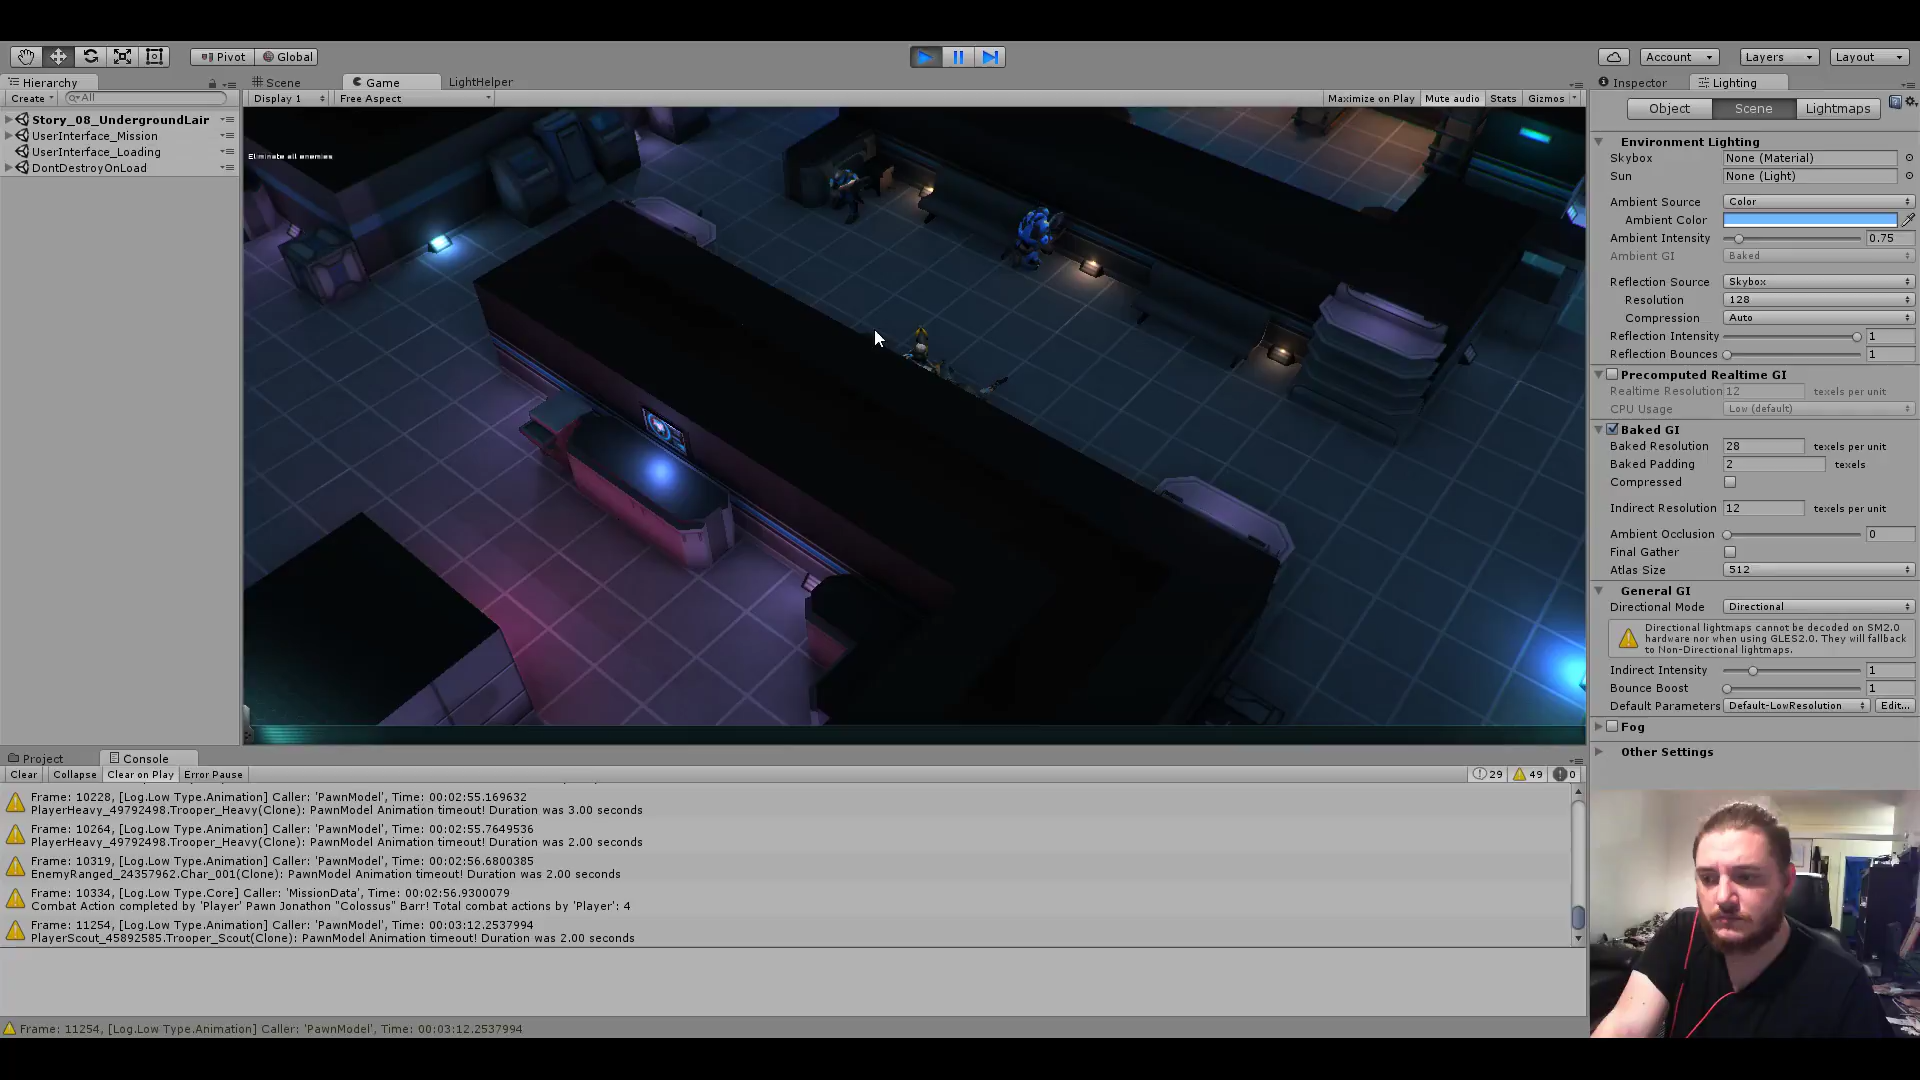 Pivot Global Account Layers Layout
Hierarchy Scene Game LightHelper Inspector Lighting
Create All Display 1 Free Aspect Maximize on Play Mute audio Stats Gizmos
Object Scene Lightmaps
Story_08_UndergroundLair
UserInterface_Mission
UserInterface_Loading
DontDestroyOnLoad
Eliminate all enemies
Environment Lighting
Skybox None (Material)
Sun None (Light)
Ambient Source Color
Ambient Color
Ambient Intensity 0.75
Ambient GI Baked
Reflection Source Skybox
Resolution 128
Compression Auto
Reflection Intensity 1
Reflection Bounces 1
Precomputed Realtime GI
Realtime Resolution 12 texels per unit
CPU Usage Low (default)
Baked GI
Baked Resolution 28 texels per unit
Baked Padding 2 texels
Compressed
Indirect Resolution 12 texels per unit
Ambient Occlusion 0
Final Gather
Atlas Size 512
General GI
Directional Mode Directional
Directional lightmaps cannot be decoded on SM2.0
hardware nor when using GLES2.0. They will fallback
to Non-Directional lightmaps.
Indirect Intensity 1
Bounce Boost 1
Default Parameters Default-LowResolution Edit...
Fog
Other Settings
Project Console
Clear Collapse Clear on Play Error Pause 29 49 0
Frame: 10228, [Log.Low Type.Animation] Caller: 'PawnModel', Time: 00:02:55.169632
PlayerHeavy_49792498.Trooper_Heavy(Clone): PawnModel Animation timeout! Duration was 3.00 seconds
Frame: 10264, [Log.Low Type.Animation] Caller: 'PawnModel', Time: 00:02:55.7649536
PlayerHeavy_49792498.Trooper_Heavy(Clone): PawnModel Animation timeout! Duration was 2.00 seconds
Frame: 10319, [Log.Low Type.Animation] Caller: 'PawnModel', Time: 00:02:56.6800385
EnemyRanged_24357962.Char_001(Clone): PawnModel Animation timeout! Duration was 2.00 seconds
Frame: 10334, [Log.Low Type.Core] Caller: 'MissionData', Time: 00:02:56.9300079
Combat Action completed by 'Player' Pawn Jonathon "Colossus" Barr! Total combat actions by 'Player': 4
Frame: 11254, [Log.Low Type.Animation] Caller: 'PawnModel', Time: 00:03:12.2537994
PlayerScout_45892585.Trooper_Scout(Clone): PawnModel Animation timeout! Duration was 2.00 seconds
Frame: 11254, [Log.Low Type.Animation] Caller: 'PawnModel', Time: 00:03:12.2537994